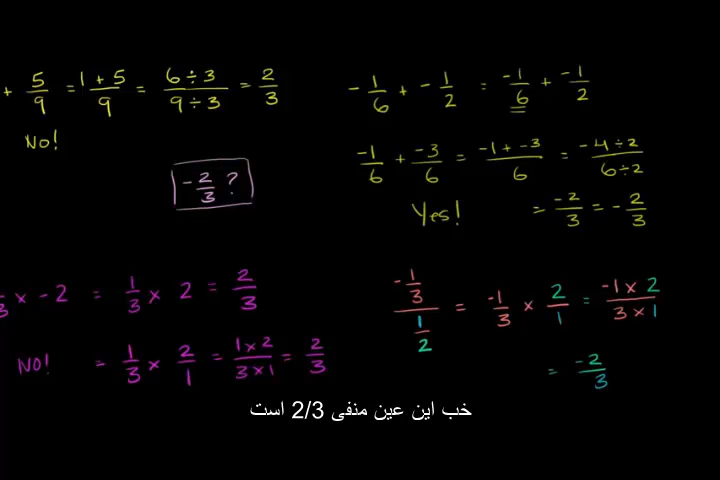 + 5/9 = 1 + 5/9 = 6 ÷ 3/9 ÷ 3 = 2/3
No!
-2/3 ?
-1/6 + -1/2 = -1/6 + -1/2
-1/6 + -3/6 = -1 + -3/6 = -4 ÷ 2/6 ÷ 2
Yes! = -2/3 = -2/3
x -2 = 1/3 x 2 = 2/3
NO! = 1/3 x 2/1 = 1 x 2/3 x 1 = 2/3
-1/3 / 1/2 = -1/3 x 2/1 = -1 x 2/3 x 1
= -2/3
خب این عین منفی 2/3 است